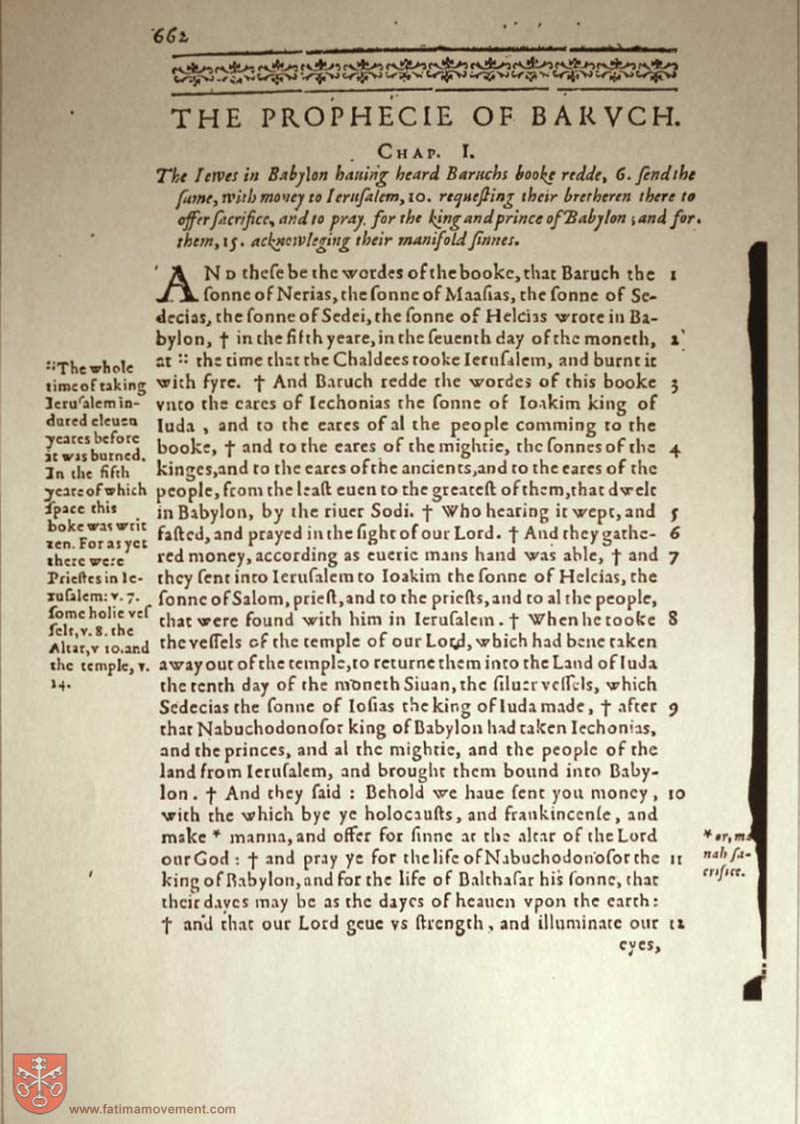 662
THE PROPHECIE OF BARVCH.
CHAP. I.
The Iewes in Babylon hauing heard Baruchs booke redde, 6. ſend the
ſame, with money to Ieruſalem, 10. requeſting their bretheren there to
offer ſacrifice, and to pray for the king and prince of Babylon; and for
them, 15. acknowleging their manifold ſinnes.
AND theſe be the wordes of the booke, that Baruch the 1
ſonne of Nerias, the ſonne of Maaſias, the ſonne of Se-
decias, the ſonne of Sedei, the ſonne of Helcias wrote in Ba-
bylon, † in the fifth yeare, in the ſeuenth day of the moneth, 2
at :: the time that the Chaldees tooke Ieruſalem, and burnt it
with fyre. † And Baruch redde the wordes of this booke 3
vnto the eares of Iechonias the ſonne of Ioakim king of
Iuda, and to the eares of al the people comming to the
booke, † and to the eares of the mightie, the ſonnes of the 4
kinges, and to the eares of the ancients, and to the eares of the
people, from the leaſt euen to the greateſt of them, that dwelt
in Babylon, by the riuer Sodi. † Who hearing it wept, and 5
faſted, and prayed in the ſight of our Lord. † And they gathe- 6
red money, according as euerie mans hand was able, † and 7
they ſent into Ieruſalem to Ioakim the ſonne of Helcias, the
ſonne of Salom, prieſt, and to the prieſts, and to al the people,
that were found with him in Ieruſalem. † When he tooke 8
the veſſels of the temple of our Lord, which had bene taken
away out of the temple, to returne them into the Land of Iuda
the tenth day of the moneth Siuan, the ſiluer veſſels, which
Sedecias the ſonne of Ioſias the king of Iuda made, † after 9
that Nabuchodonoſor king of Babylon had taken Iechonias,
and the princes, and al the mightie, and the people of the
land from Ieruſalem, and brought them bound into Baby-
lon. † And they ſaid: Behold we haue ſent you money, 10
with the which bye ye holocauſts, and frankincenſe, and
make * manna, and offer for ſinne at the altar of the Lord
our God: † and pray ye for the life of Nabuchodonoſor the 11
king of Babylon, and for the life of Balthaſar his ſonne, that
their dayes may be as the dayes of heauen vpon the earth:
† and that our Lord geue vs ſtrength, and illuminate our 12
eyes,
:: The whole
time of taking
Ieruſalem in-
dured eleuen
yeares before
it was burned.
In the fifth
yeare of which
ſpace this
boke was writ
ten. For as yet
there were
Prieſtes in Ie-
ruſalem: v. 7.
ſome holie veſ
ſels, v. 8. the
Altar, v 10. and
the temple, v.
14.
* or, ma
nah ſa-
crifice.
www.fatimamovement.com